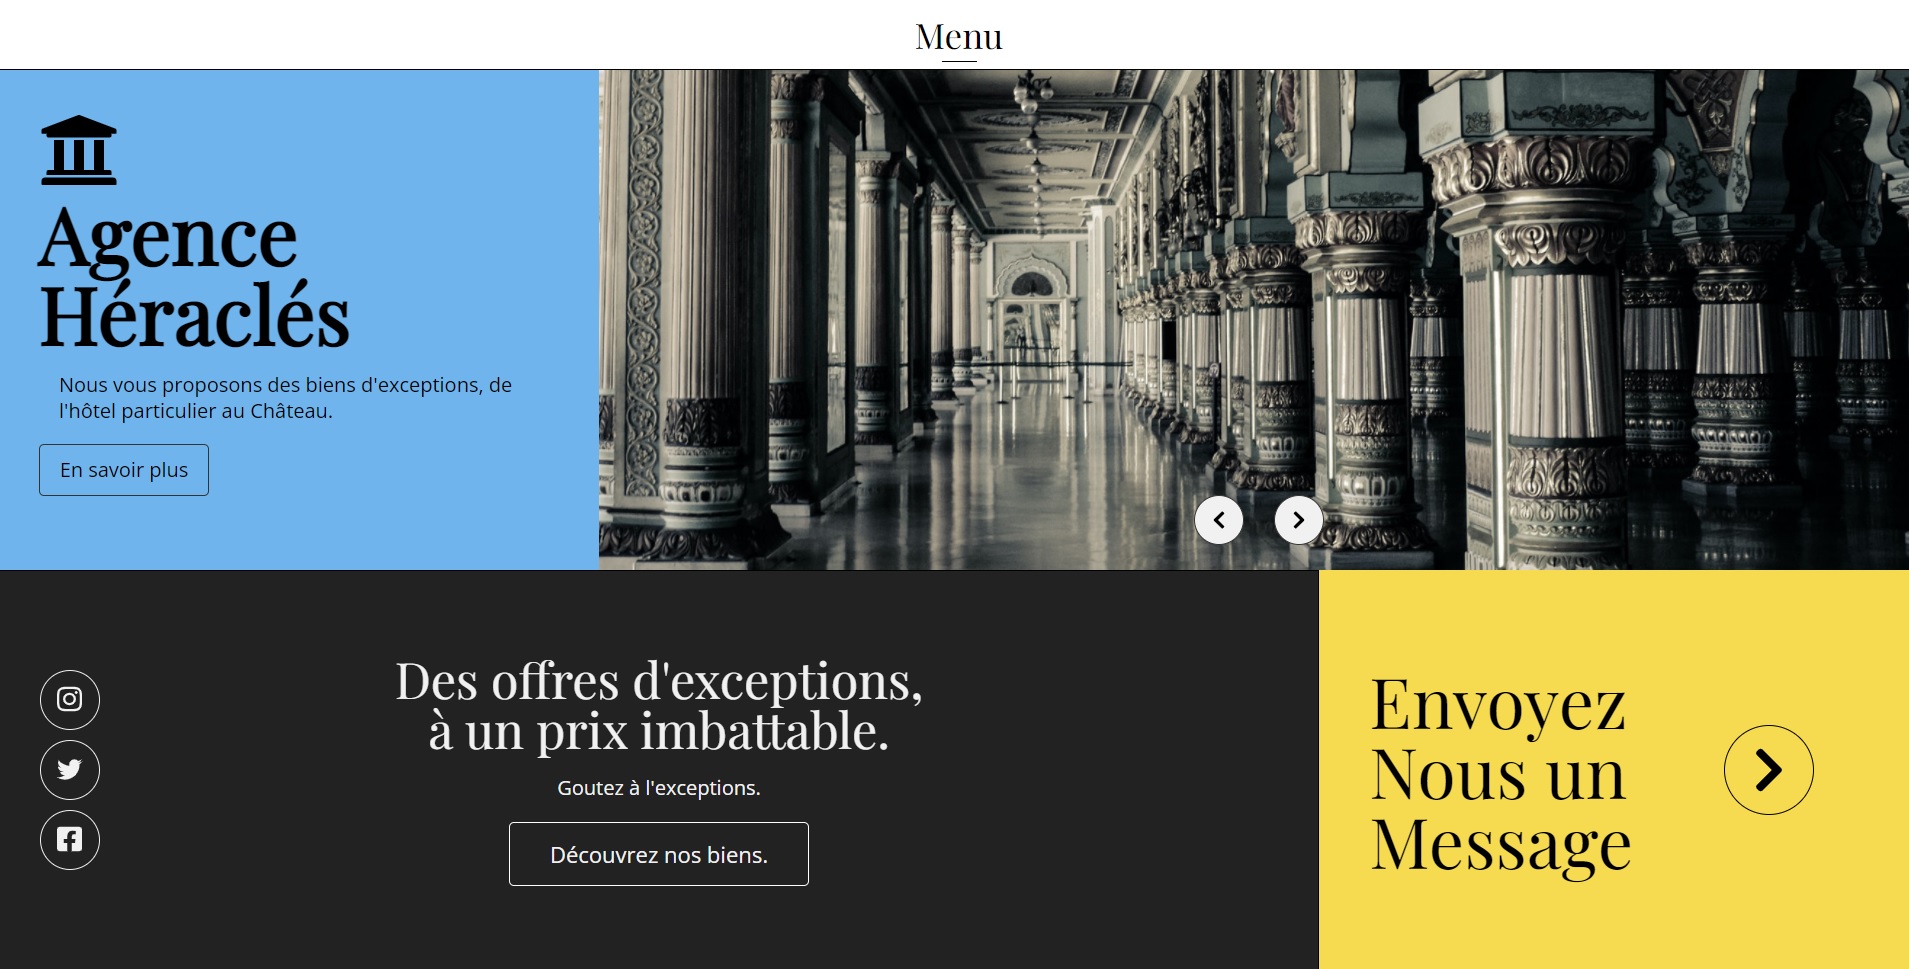 Menu
Agence
Héraclés
Nous vous proposons des biens d'exceptions, de
l'hôtel particulier au Château.
En savoir plus
Des offres d'exceptions,
à un prix imbattable.
Goutez à l'exceptions.
Découvrez nos biens.
Envoyez
Nous un
Message